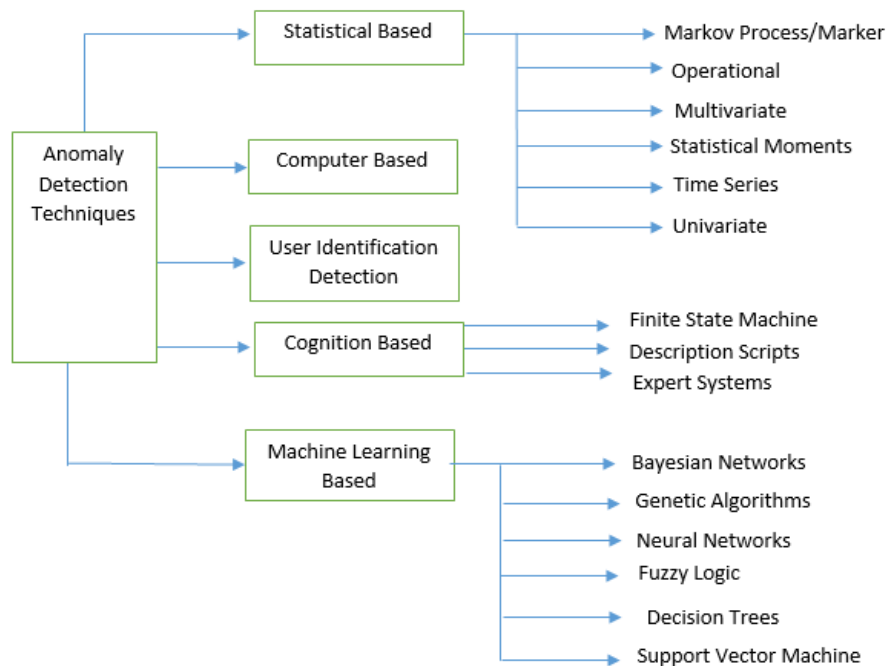 Statistical Based
Markov Process/Marker
Operational
Multivariate
Statistical Moments
Time Series
Univariate
Anomaly
Detection
Techniques
Computer Based
User Identification
Detection
Cognition Based
Finite State Machine
Description Scripts
Expert Systems
Machine Learning
Based
Bayesian Networks
Genetic Algorithms
Neural Networks
Fuzzy Logic
Decision Trees
Support Vector Machine